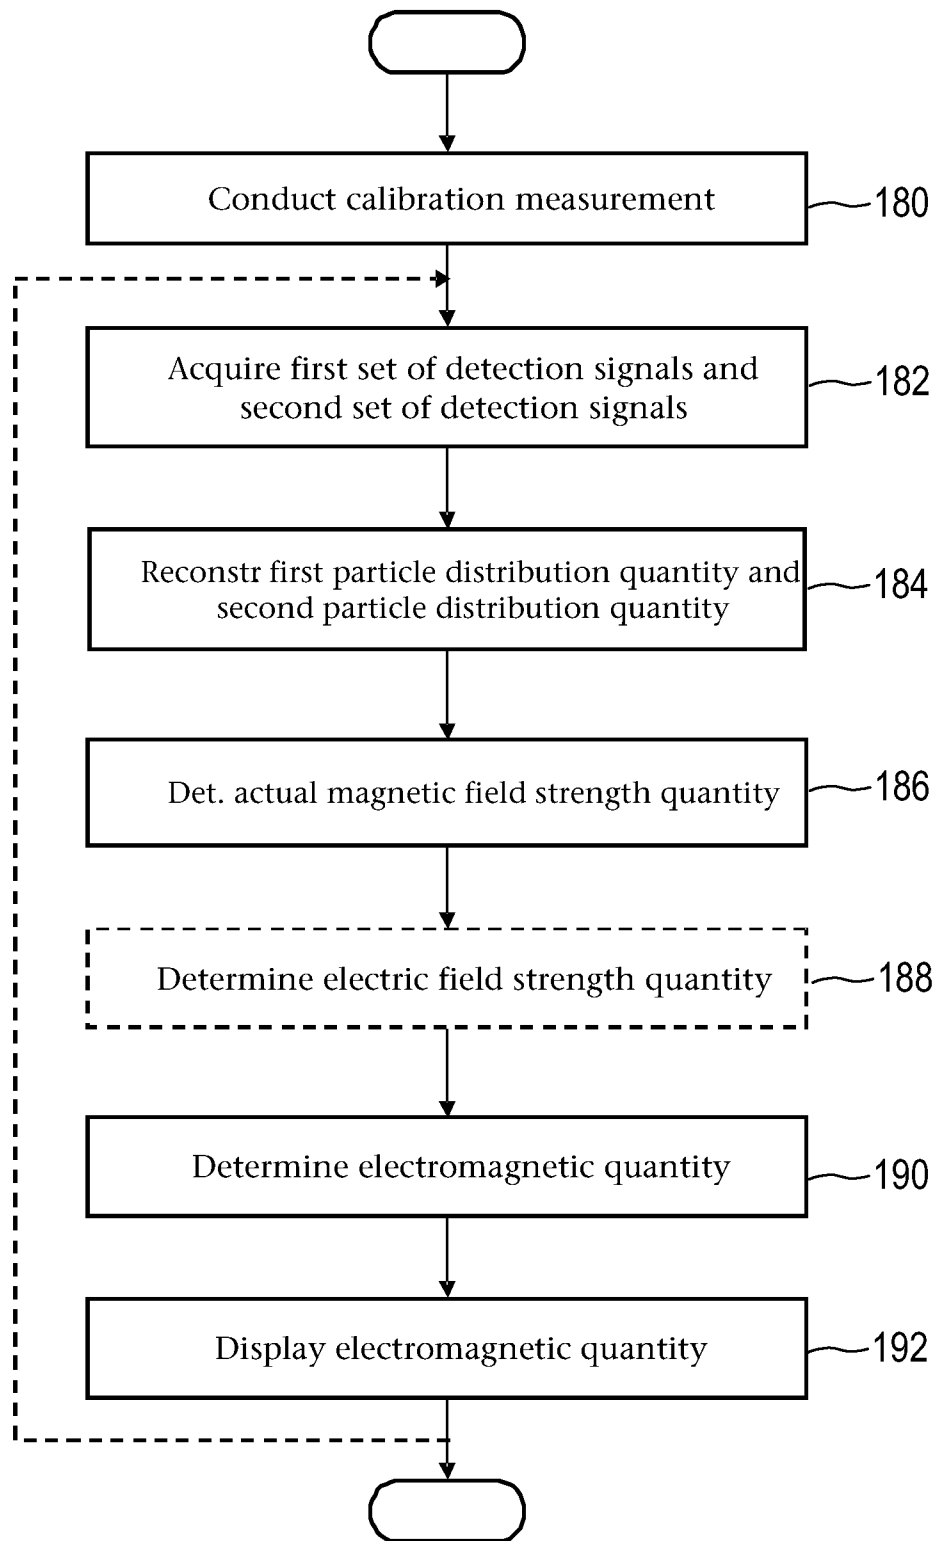 Conduct calibration measurement
180
Acquire first set of detection signals and
second set of detection signals
182
Reconstr first particle distribution quantity and
second particle distribution quantity
184
Det. actual magnetic field strength quantity
186
Determine electric field strength quantity
188
Determine electromagnetic quantity
190
Display electromagnetic quantity
192